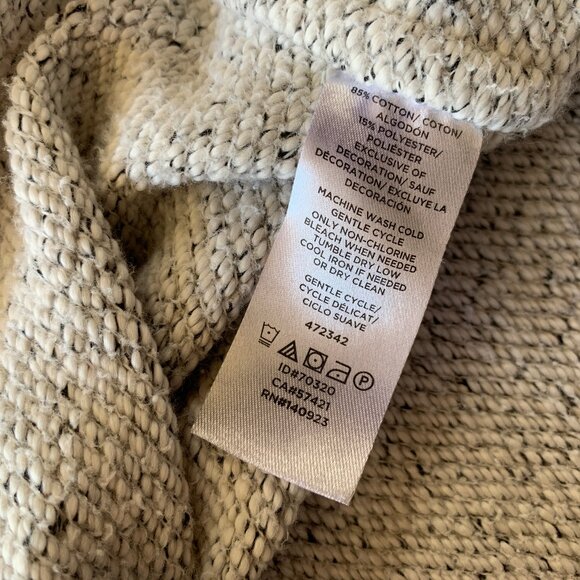 85% COTTON/ COTON/
ALGODÓN
15% POLYESTER/
POLIÉSTER
EXCLUSIVE OF
DECORATION/ SAUF
DÉCORATION/ EXCLUYE LA
DECORACIÓN
MACHINE WASH COLD
GENTLE CYCLE
ONLY NON-CHLORINE
BLEACH WHEN NEEDED
TUMBLE DRY LOW
COOL IRON IF NEEDED
OR DRY CLEAN
GENTLE CYCLE/
CYCLE DÉLICAT/
CICLO SUAVE
472342
P
ID#70320
CA#57421
RN#140923